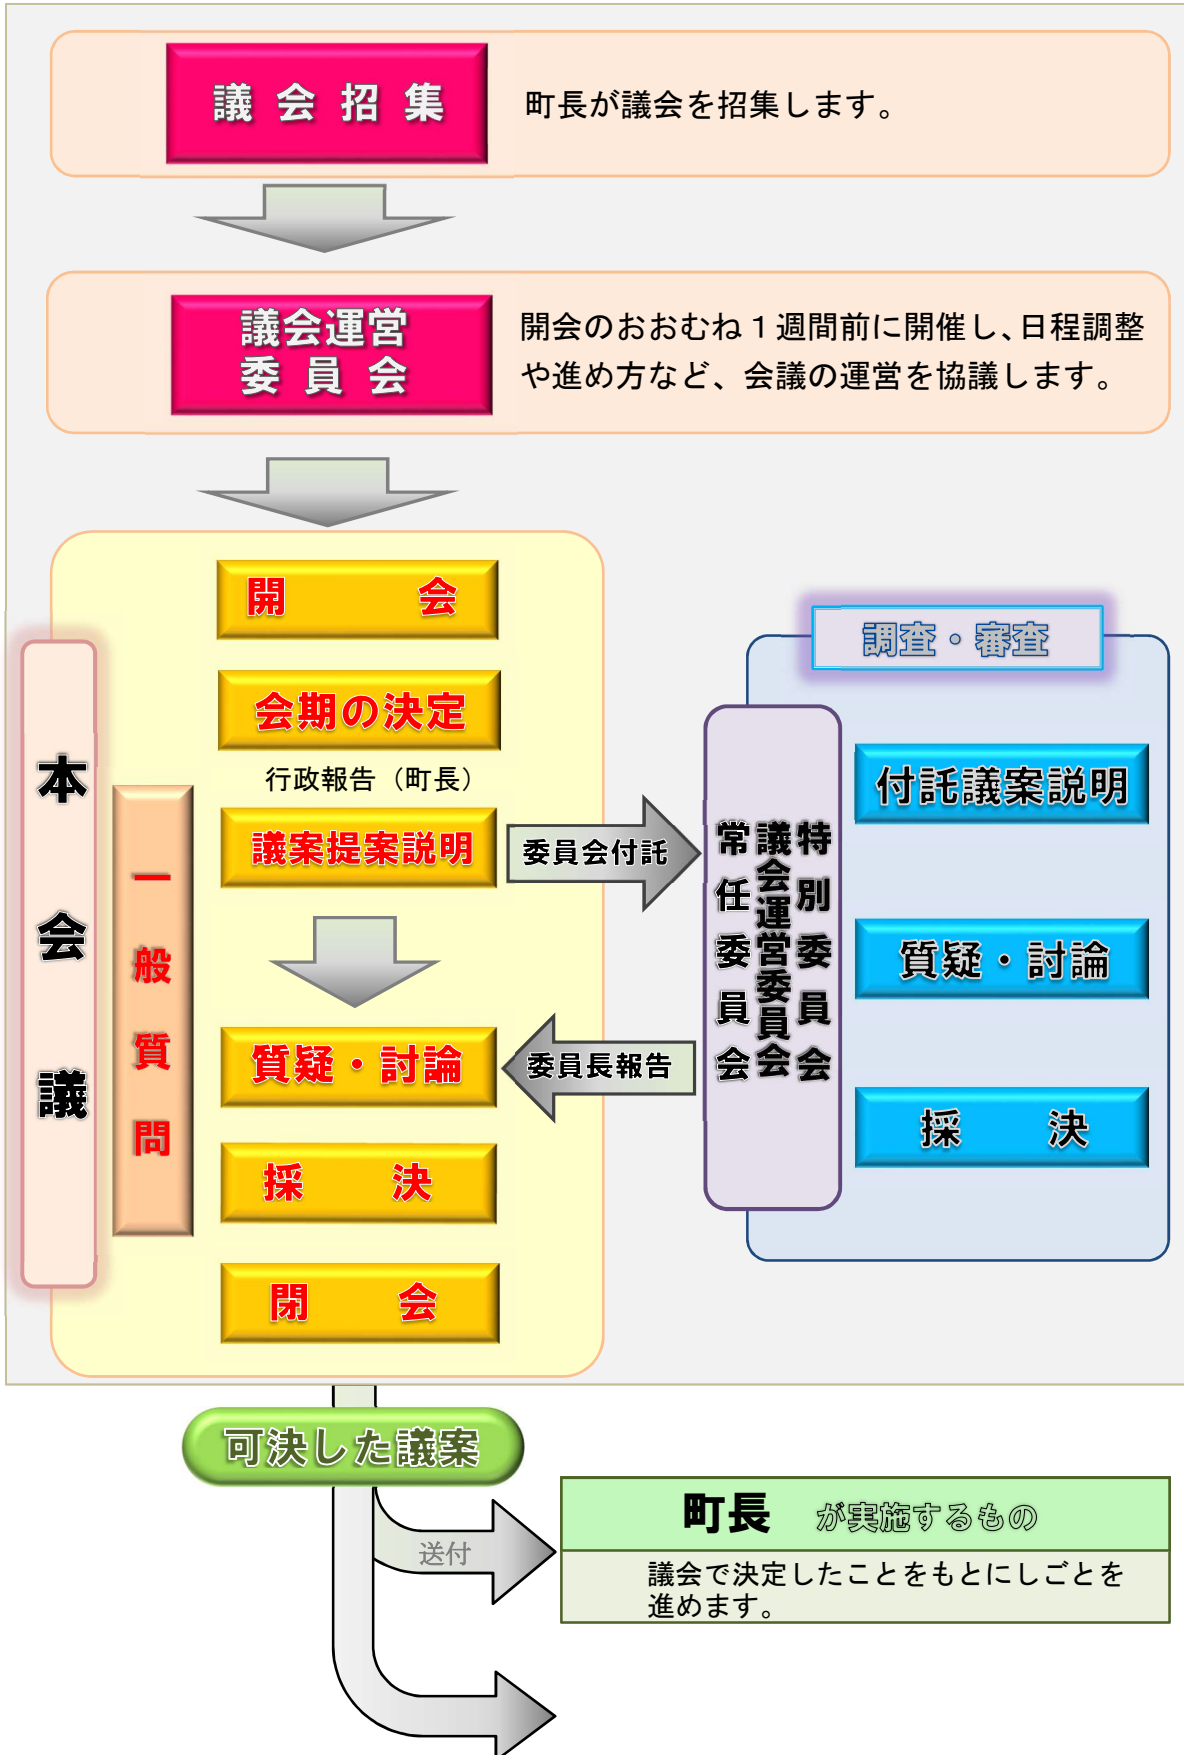 議会招集
町長が議会を招集します。
議会運営
委員会
開会のおおむね１週間前に開催し、日程調整
や進め方など、会議の運営を協議します。
本会議
一般質問
開会
会期の決定
行政報告（町長）
議案提案説明
委員会付託
質疑・討論
委員長報告
採決
閉会
調査・審査
特別委員会
議会運営委員会
常任委員会
付託議案説明
質疑・討論
採決
可決した議案
送付
町長 が実施するもの
議会で決定したことをもとにしごとを
進めます。